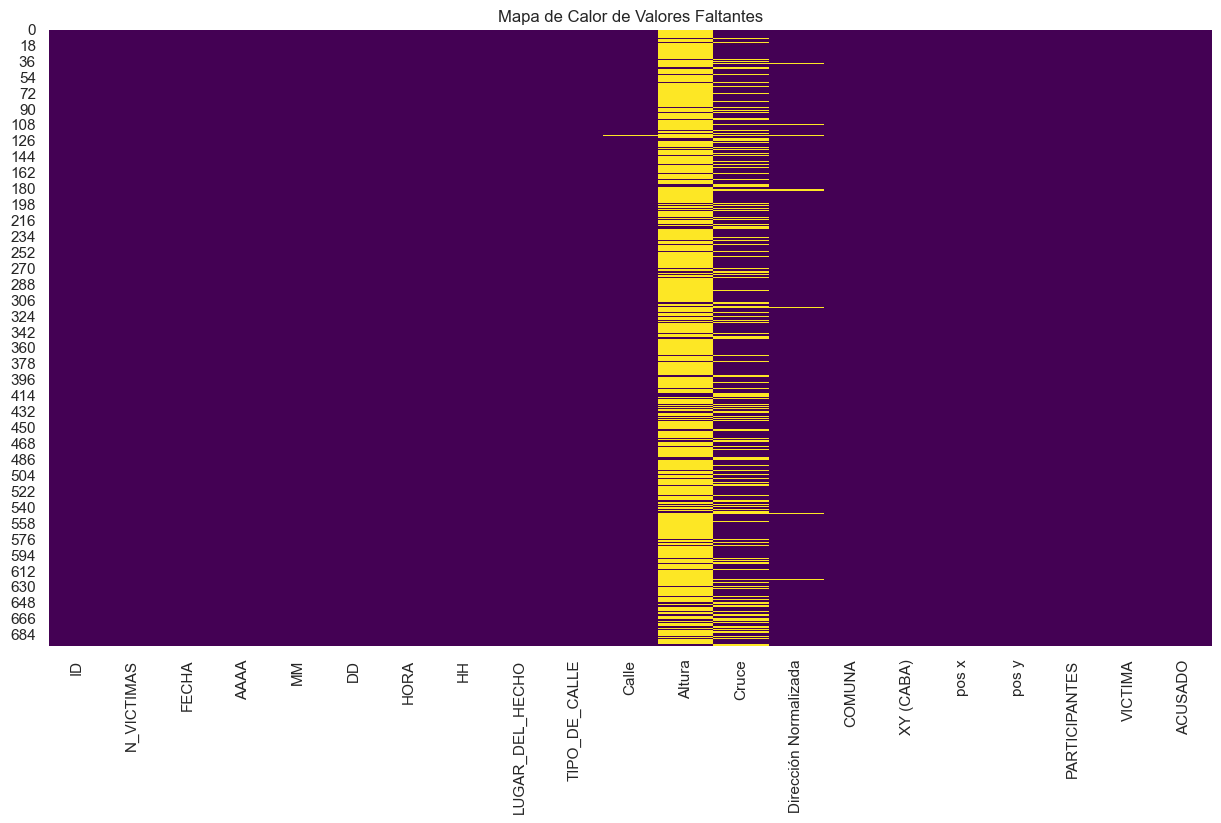 Mapa de Calor de Valores Faltantes
0
18
36
54
72
90
108
126
144
162
180
198
216
234
252
270
288
306
324
342
360
378
396
414
432
450
468
486
504
522
540
558
576
594
612
630
648
666
684
ID
N_VICTIMAS
FECHA
AAAA
MM
DD
HORA
HH
LUGAR_DEL_HECHO
TIPO_DE_CALLE
Calle
Altura
Cruce
Dirección Normalizada
COMUNA
XY (CABA)
pos x
pos y
PARTICIPANTES
VICTIMA
ACUSADO